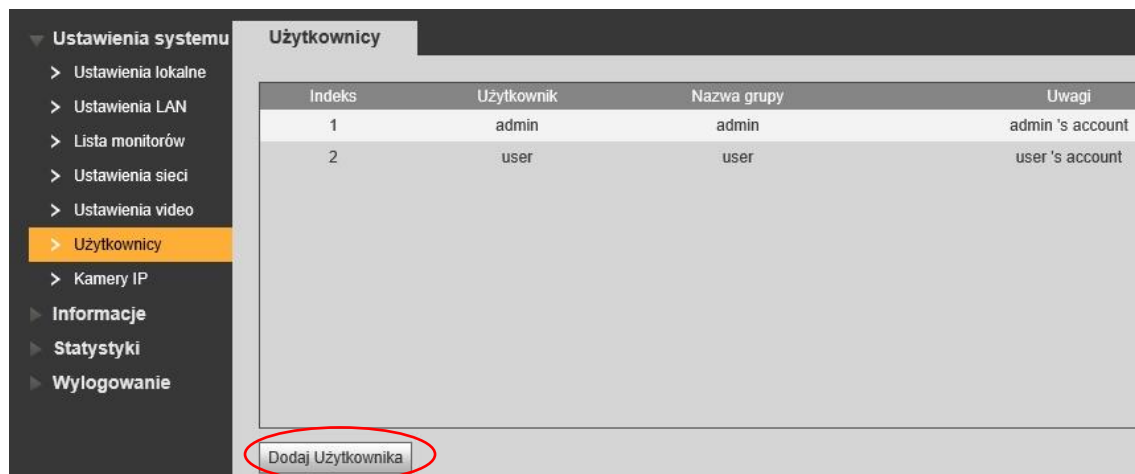 Ustawienia systemu
Ustawienia lokalne
Ustawienia LAN
Lista monitorów
Ustawienia sieci
Ustawienia video
Użytkownicy
Kamery IP
Informacje
Statystyki
Wylogowanie
Użytkownicy
Indeks Użytkownik Nazwa grupy Uwagi
1 admin admin admin 's account
2 user user user 's account
Dodaj Użytkownika